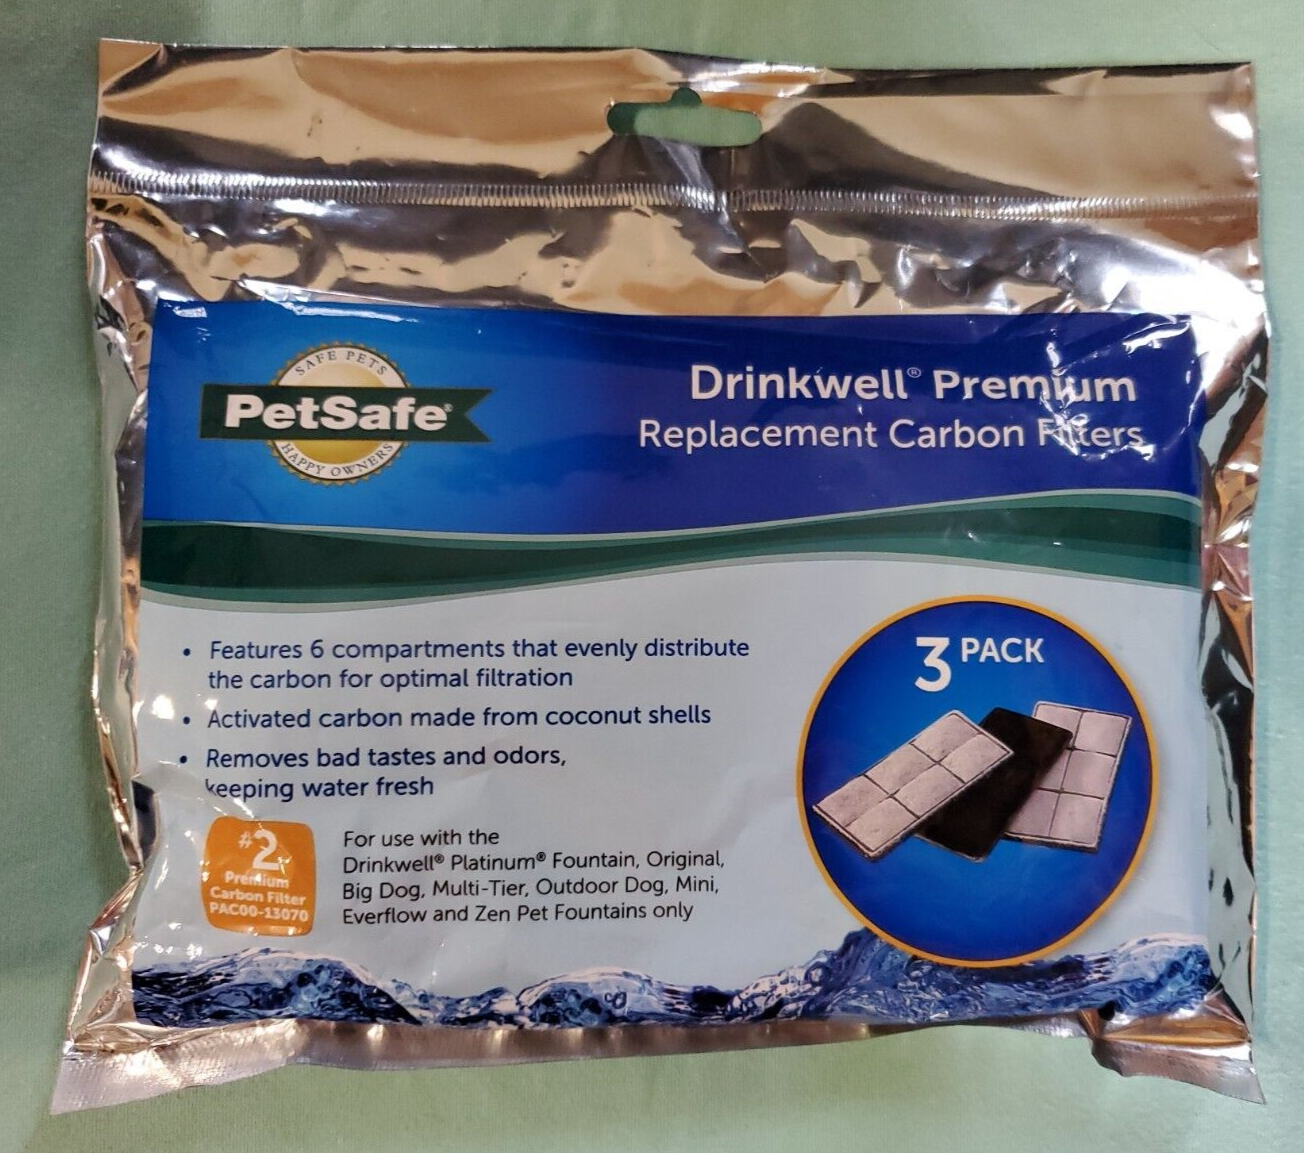 SAFE PETS
PetSafe®
HAPPY OWNERS
Drinkwell® Premium
Replacement Carbon Filters
• Features 6 compartments that evenly distribute
the carbon for optimal filtration
• Activated carbon made from coconut shells
• Removes bad tastes and odors,
keeping water fresh
3 PACK
#2
Premium
Carbon Filter
PAC00-13070
For use with the
Drinkwell® Platinum® Fountain, Original,
Big Dog, Multi-Tier, Outdoor Dog, Mini,
Everflow and Zen Pet Fountains only